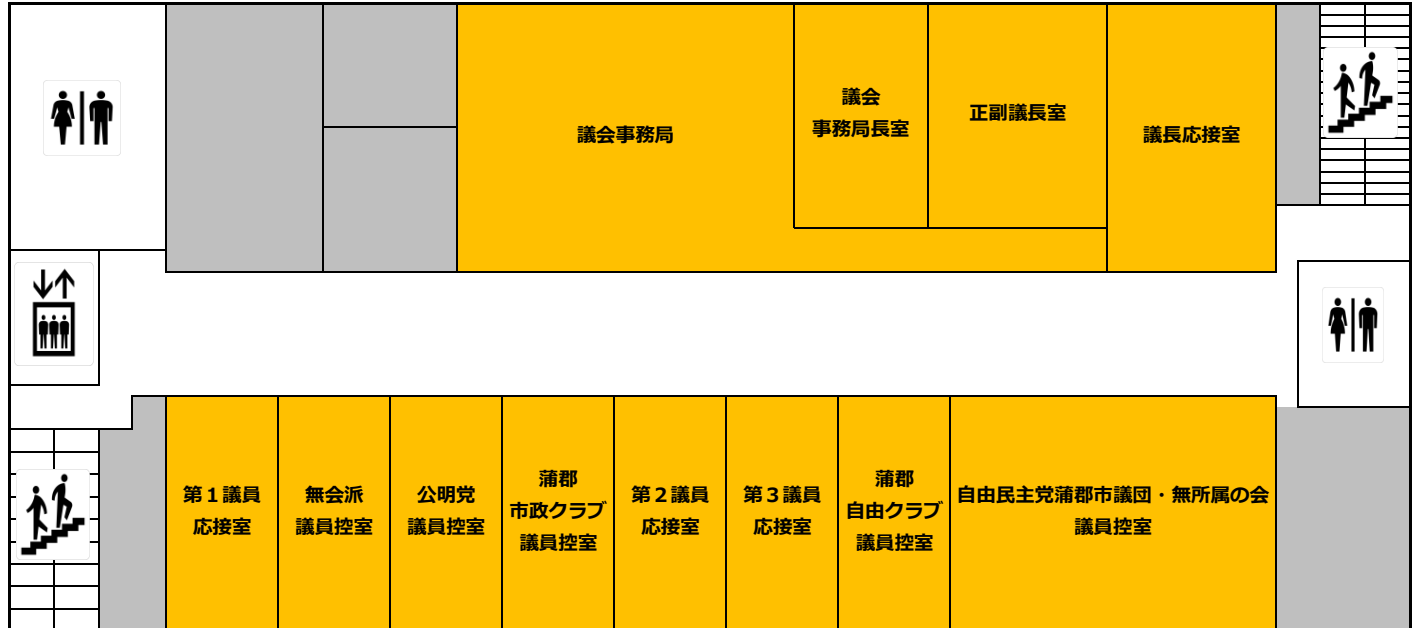 議会事務局
議会
事務局長室
正副議長室
議長応接室
第１議員
応接室
無会派
議員控室
公明党
議員控室
蒲郡
市政クラブ
議員控室
第２議員
応接室
第３議員
応接室
蒲郡
自由クラブ
議員控室
自由民主党蒲郡市議団・無所属の会
議員控室